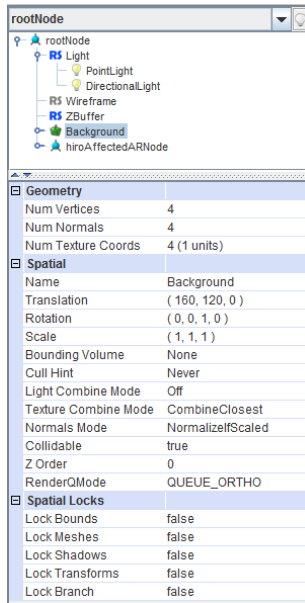 rootNode
rootNode
RS Light
PointLight
DirectionalLight
RS Wireframe
RS ZBuffer
Background
hiroAffectedARNode
Geometry
Num Vertices 4
Num Normals 4
Num Texture Coords 4 (1 units)
Spatial
Name Background
Translation ( 160, 120, 0 )
Rotation ( 0, 0, 1, 0 )
Scale ( 1, 1, 1 )
Bounding Volume None
Cull Hint Never
Light Combine Mode Off
Texture Combine Mode CombineClosest
Normals Mode NormalizeIfScaled
Collidable true
Z Order 0
RenderQMode QUEUE_ORTHO
Spatial Locks
Lock Bounds false
Lock Meshes false
Lock Shadows false
Lock Transforms false
Lock Branch false